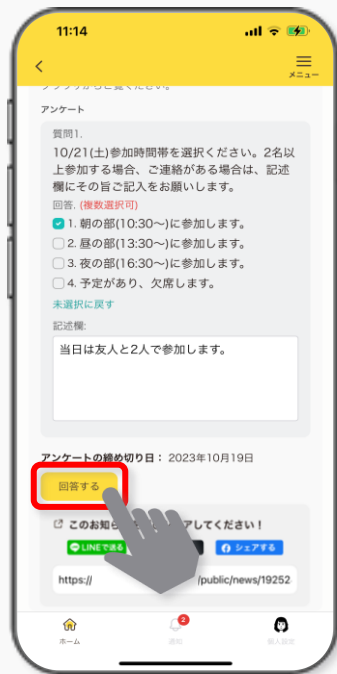 11:14
メニュー
アンケート
質問1.
10/21(土)参加時間帯を選択ください。2名以
上参加する場合、ご連絡がある場合は、記述
欄にその旨ご記入をお願いします。
回答. (複数選択可)
1. 朝の部(10:30〜)に参加します。
2. 昼の部(13:30〜)に参加します。
3. 夜の部(16:30〜)に参加します。
4. 予定があり、欠席します。
未選択に戻す
記述欄:
当日は友人と2人で参加します。
アンケートの締め切り日： 2023年10月19日
回答する
このお知ら アしてください！
LINEで送る シェアする
https:// /public/news/19252
2
ホーム 通知 個人設定